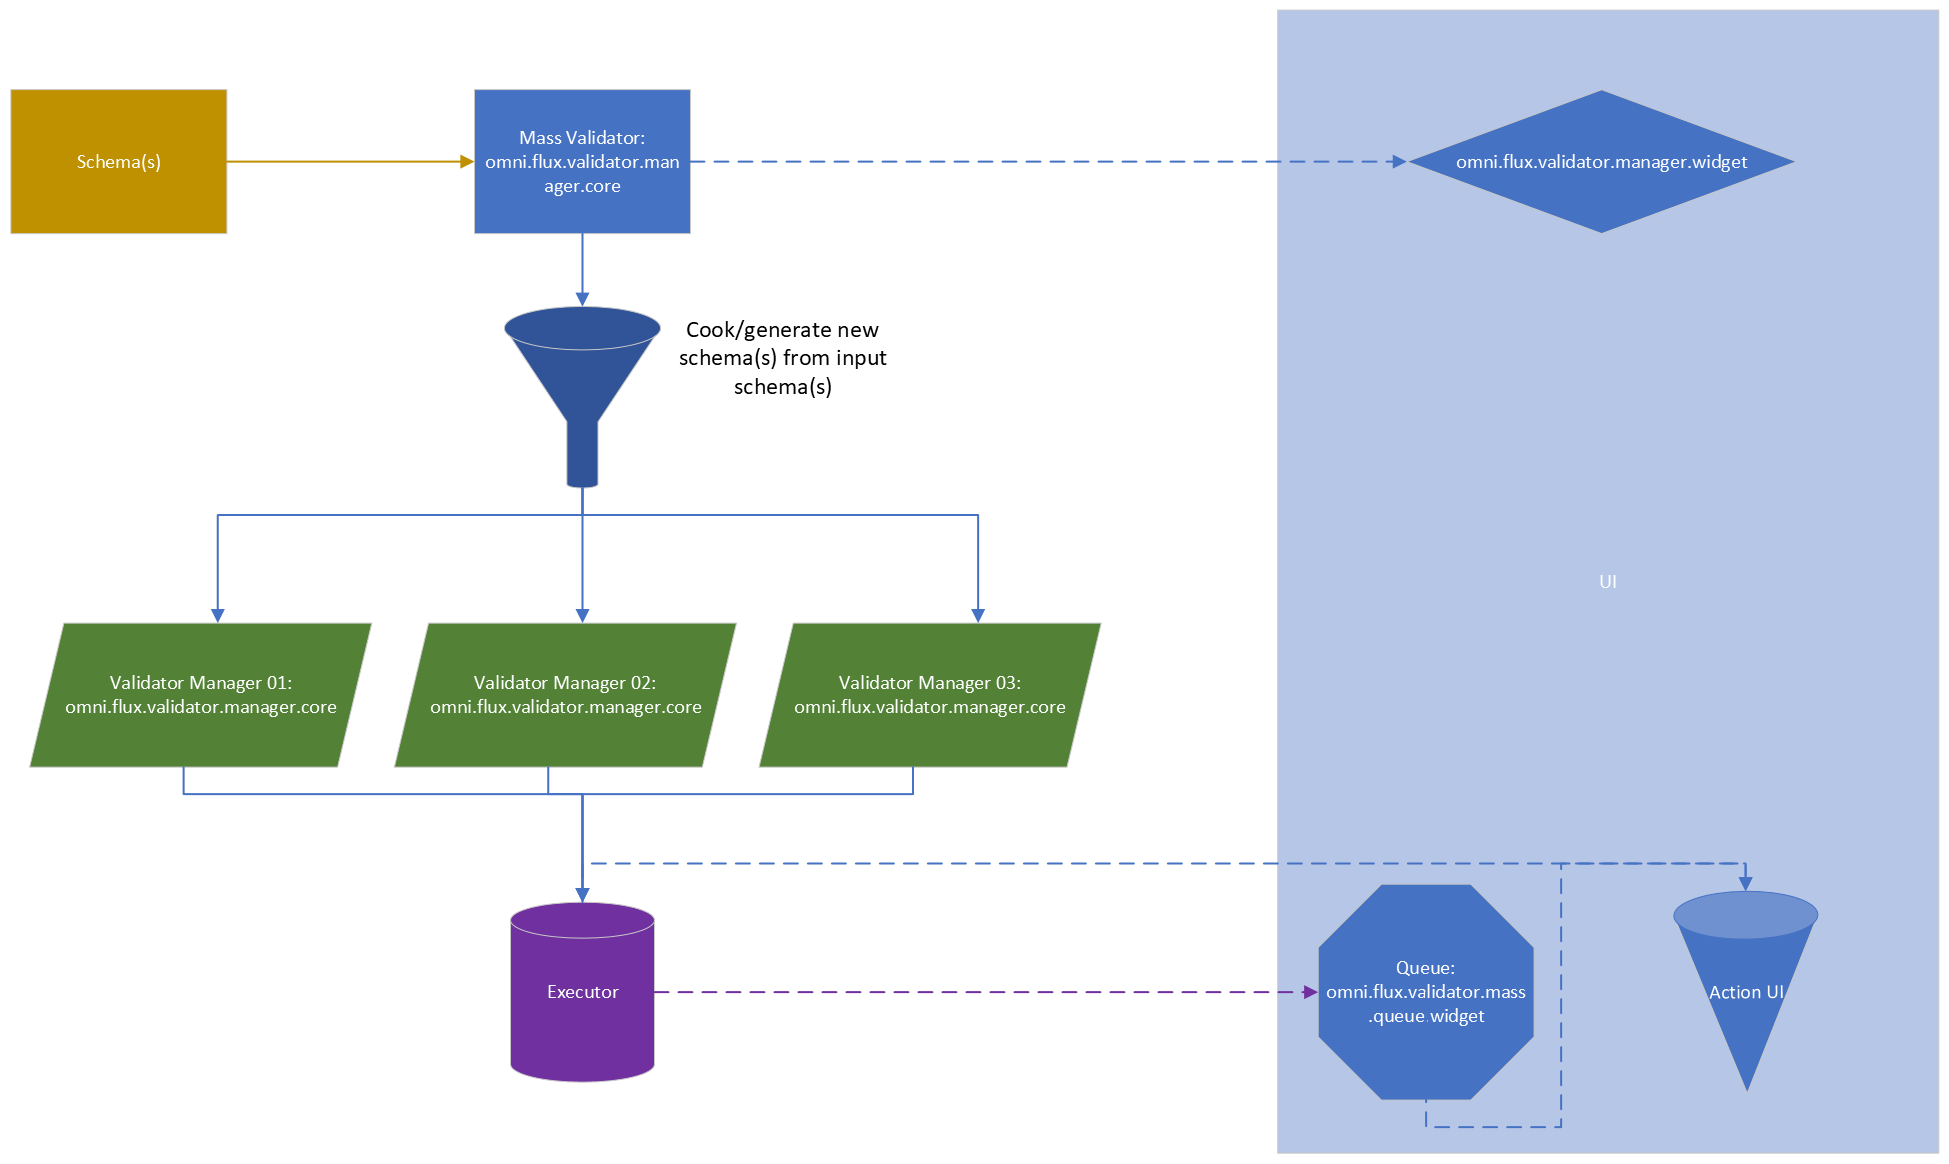 Schema(s)
Mass Validator:
omni.flux.validator.man
ager.core
omni.flux.validator.manager.widget
Cook/generate new
schema(s) from input
schema(s)
UI
Validator Manager 01:
omni.flux.validator.manager.core
Validator Manager 02:
omni.flux.validator.manager.core
Validator Manager 03:
omni.flux.validator.manager.core
Executor
Queue:
omni.flux.validator.mass
.queue.widget
Action UI